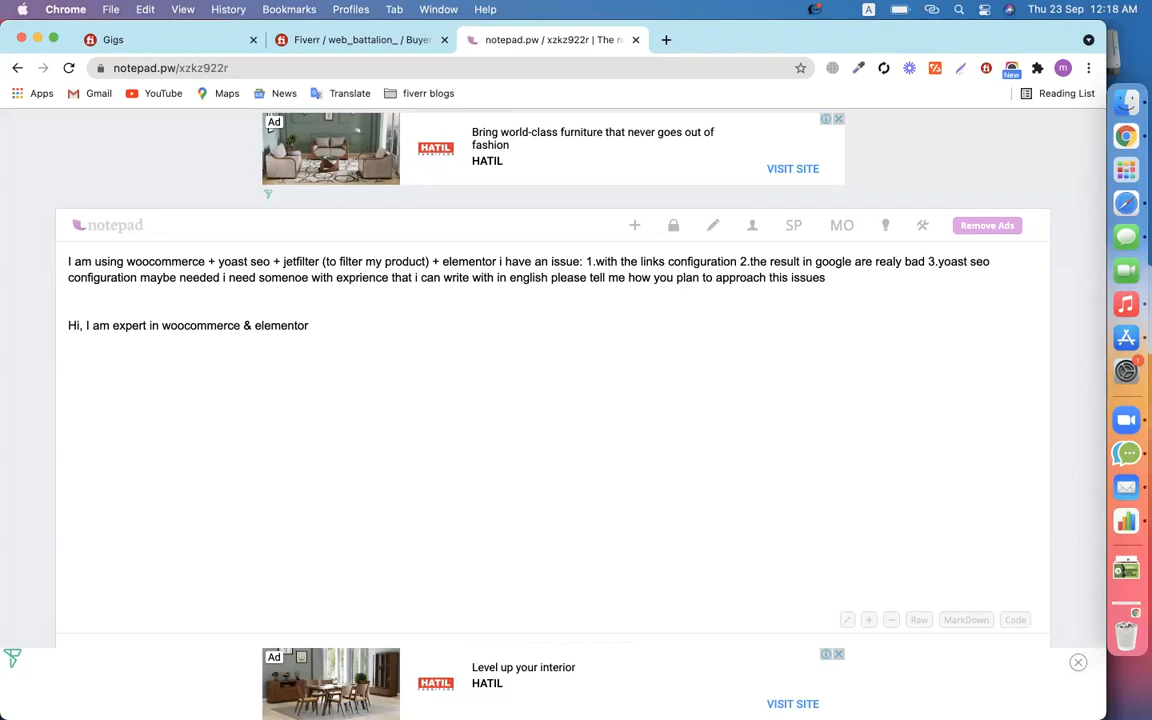 Chrome File Edit View History Bookmarks Profiles Tab Window Help A Thu 23 Sep 12:18 AM
Gigs Fiverr / web_battalion_ / Buyer notepad.pw / xzkz922r | The n
notepad.pw/xzkz922r New m
Apps Gmail YouTube Maps News Translate fiverr blogs Reading List
Ad
Bring world-class furniture that never goes out of
fashion
HATIL
HATIL
VISIT SITE
notepad SP MO Remove Ads
I am using woocommerce + yoast seo + jetfilter (to filter my product) + elementor i have an issue: 1.with the links configuration 2.the result in google are realy bad 3.yoast seo
configuration maybe needed i need somenoe with exprience that i can write with in english please tell me how you plan to approach this issues
Hi, I am expert in woocommerce & elementor
Raw MarkDown Code
Ad
Level up your interior
HATIL
HATIL
VISIT SITE